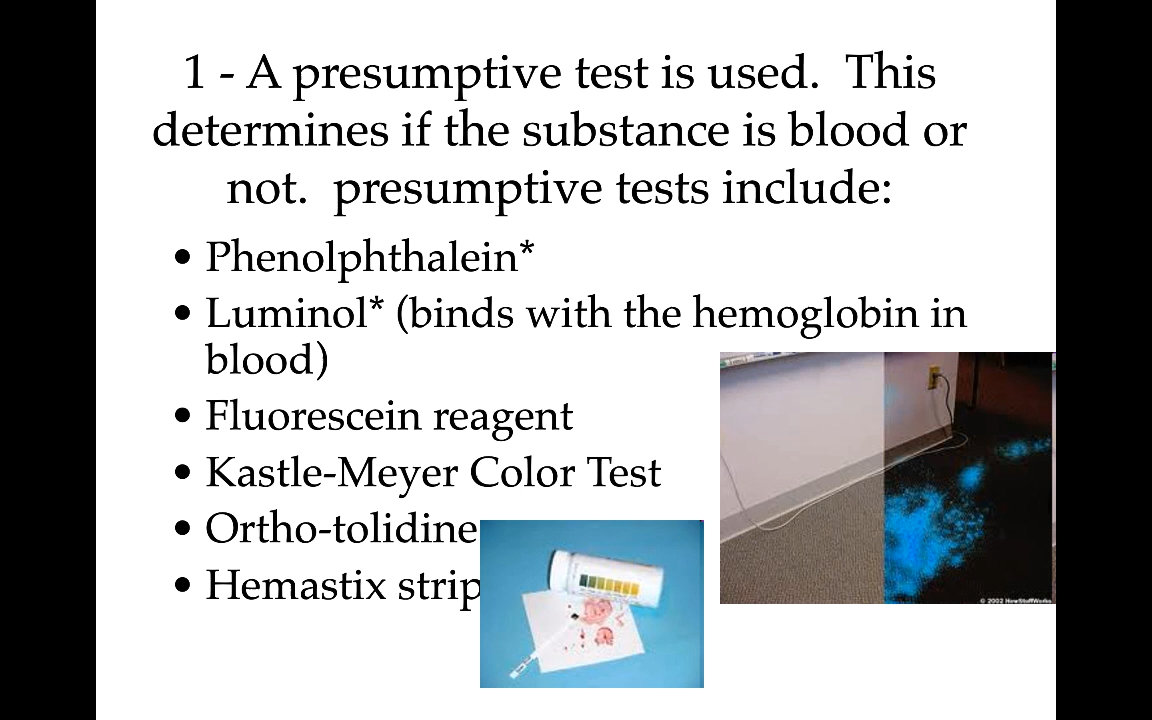 1 - A presumptive test is used.  This
determines if the substance is blood or
not.  presumptive tests include:
• Phenolphthalein*
• Luminol* (binds with the hemoglobin in
blood)
• Fluorescein reagent
• Kastle-Meyer Color Test
• Ortho-tolidine
• Hemastix strip
© 2002 HowStuffWorks